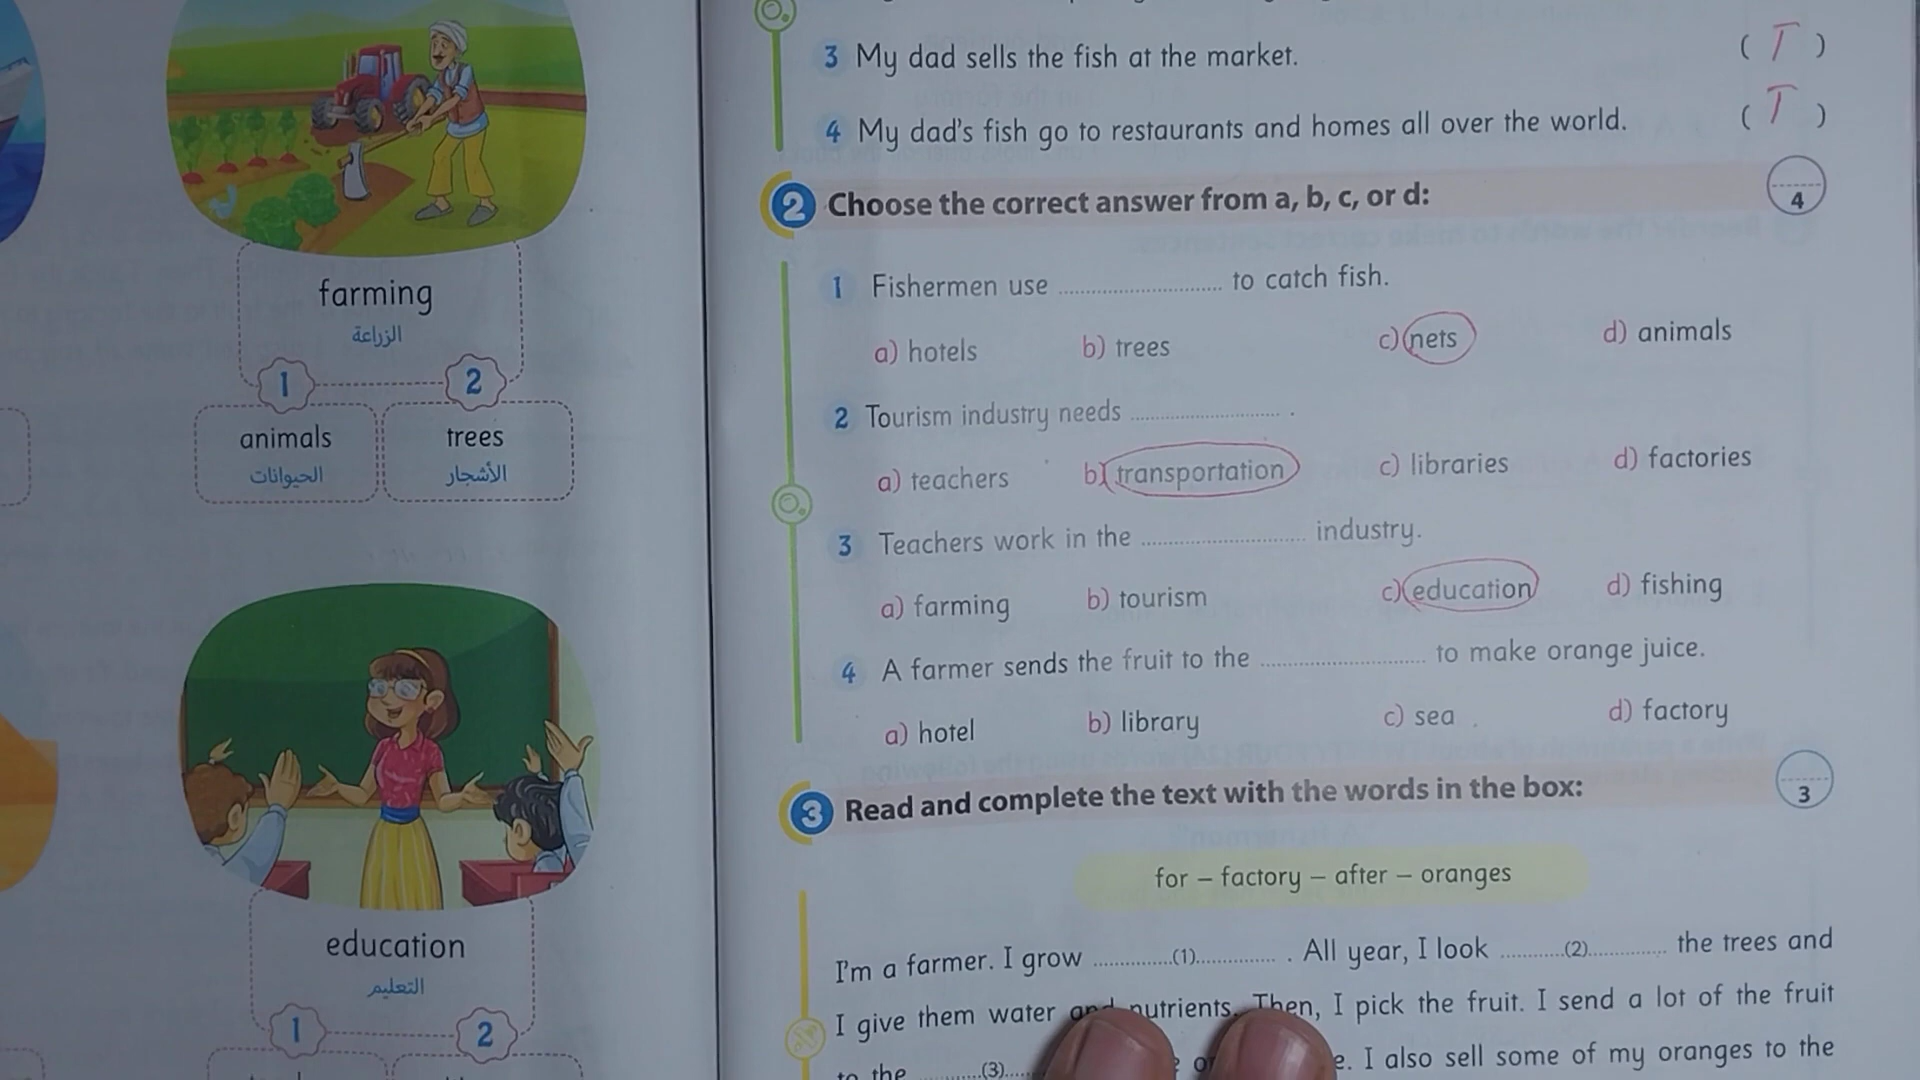 farming
الزراعة
1
2
animals
الحيوانات
trees
الأشجار
education
التعليم
1
2
3 My dad sells the fish at the market. ( T )
4 My dad's fish go to restaurants and homes all over the world. ( T )
2 Choose the correct answer from a, b, c, or d: 4
1 Fishermen use .......... to catch fish.
a) hotels b) trees c) nets d) animals
2 Tourism industry needs .......... .
a) teachers b) transportation c) libraries d) factories
3 Teachers work in the .......... industry.
a) farming b) tourism c) education d) fishing
4 A farmer sends the fruit to the .......... to make orange juice.
a) hotel b) library c) sea d) factory
3 Read and complete the text with the words in the box: 3
for – factory – after – oranges
I'm a farmer. I grow ..........(1).......... . All year, I look ..........(2).......... the trees and
I give them water and nutrients. Then, I pick the fruit. I send a lot of the fruit
to the ..........(3)..... I also sell some of my oranges to the